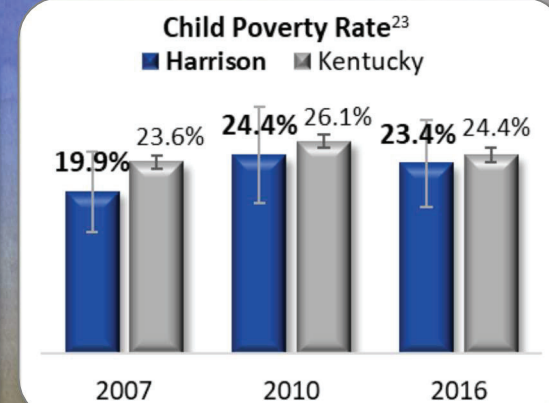 Child Poverty Rate23
Harrison Kentucky
19.9% 23.6% 24.4% 26.1% 23.4% 24.4%
2007 2010 2016